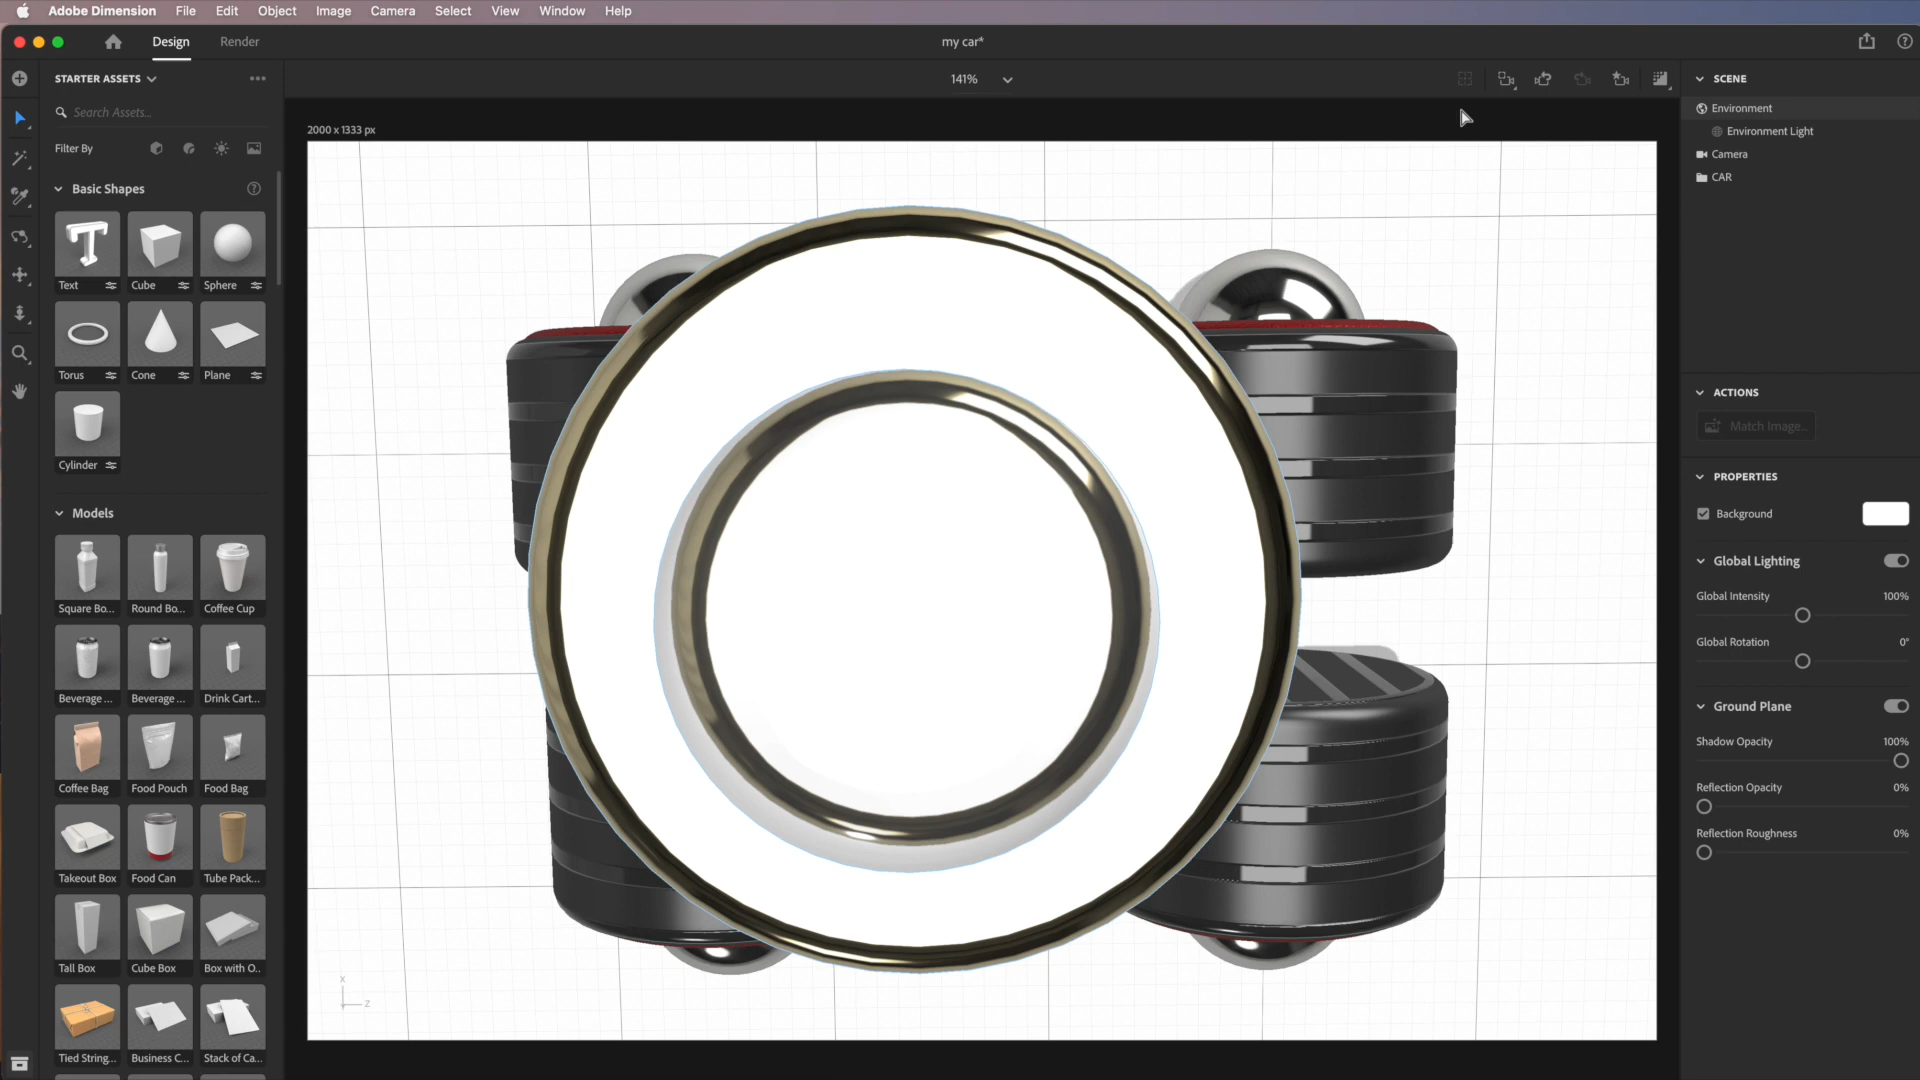 Adobe Dimension File Edit Object Image Camera Select View Window Help
Design Render my car*
STARTER ASSETS
141%
Search Assets...
Filter By
Basic Shapes
Text Cube Sphere
Torus Cone Plane
Cylinder
Models
Square Bo... Round Bo... Coffee Cup
Beverage ... Beverage ... Drink Cart...
Coffee Bag Food Pouch Food Bag
Takeout Box Food Can Tube Pack...
Tall Box Cube Box Box with O..
Tied String... Business C... Stack of Ca...
2000 x 1333 px
X
Z
SCENE
Environment
Environment Light
Camera
CAR
ACTIONS
Match Image...
PROPERTIES
Background
Global Lighting
Global Intensity 100%
Global Rotation 0°
Ground Plane
Shadow Opacity 100%
Reflection Opacity 0%
Reflection Roughness 0%